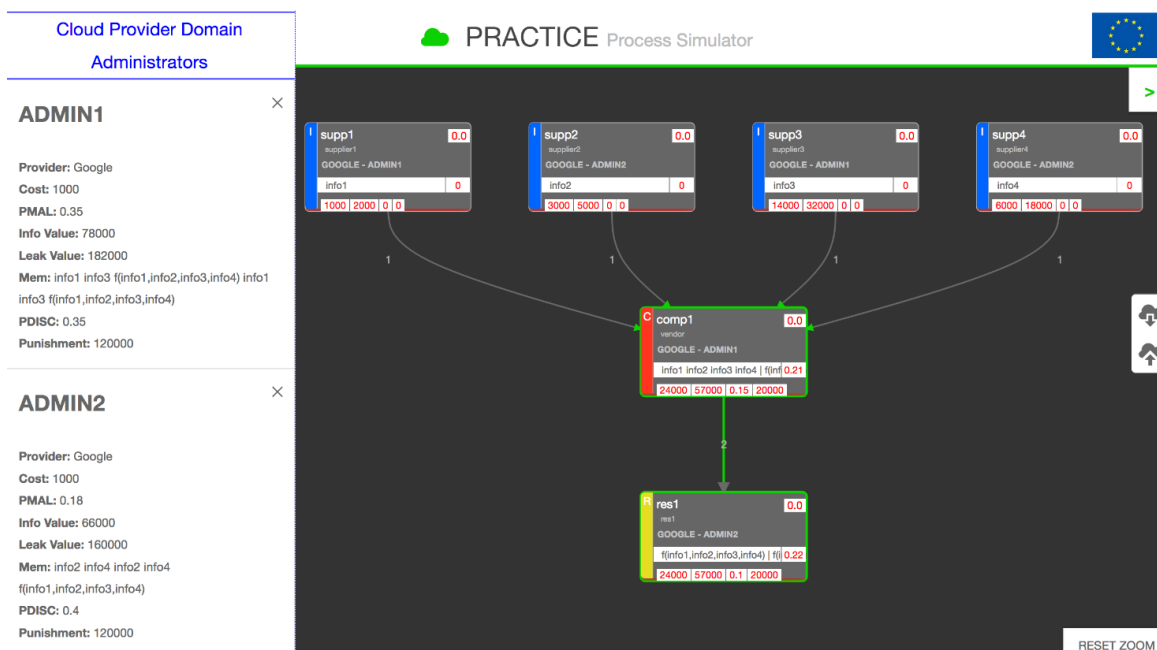 Cloud Provider Domain
Administrators
PRACTICE Process Simulator
>
ADMIN1
Provider: Google
Cost: 1000
PMAL: 0.35
Info Value: 78000
Leak Value: 182000
Mem: info1 info3 f(info1,info2,info3,info4) info1
info3 f(info1,info2,info3,info4)
PDISC: 0.35
Punishment: 120000
ADMIN2
Provider: Google
Cost: 1000
PMAL: 0.18
Info Value: 66000
Leak Value: 160000
Mem: info2 info4 info2 info4
f(info1,info2,info3,info4)
PDISC: 0.4
Punishment: 120000
I supp1 0.0
supplier1
GOOGLE - ADMIN1
info1 0
1000 2000 0 0
I supp2 0.0
supplier2
GOOGLE - ADMIN2
info2 0
3000 5000 0 0
I supp3 0.0
supplier3
GOOGLE - ADMIN1
info3 0
14000 32000 0 0
I supp4 0.0
supplier4
GOOGLE - ADMIN2
info4 0
6000 18000 0 0
1 1 1 1
C comp1 0.0
vendor
GOOGLE - ADMIN1
info1 info2 info3 info4 | f(inf 0.21
24000 57000 0.15 20000
2
R res1 0.0
res1
GOOGLE - ADMIN2
f(info1,info2,info3,info4) | f(i 0.22
24000 57000 0.1 20000
RESET ZOOM